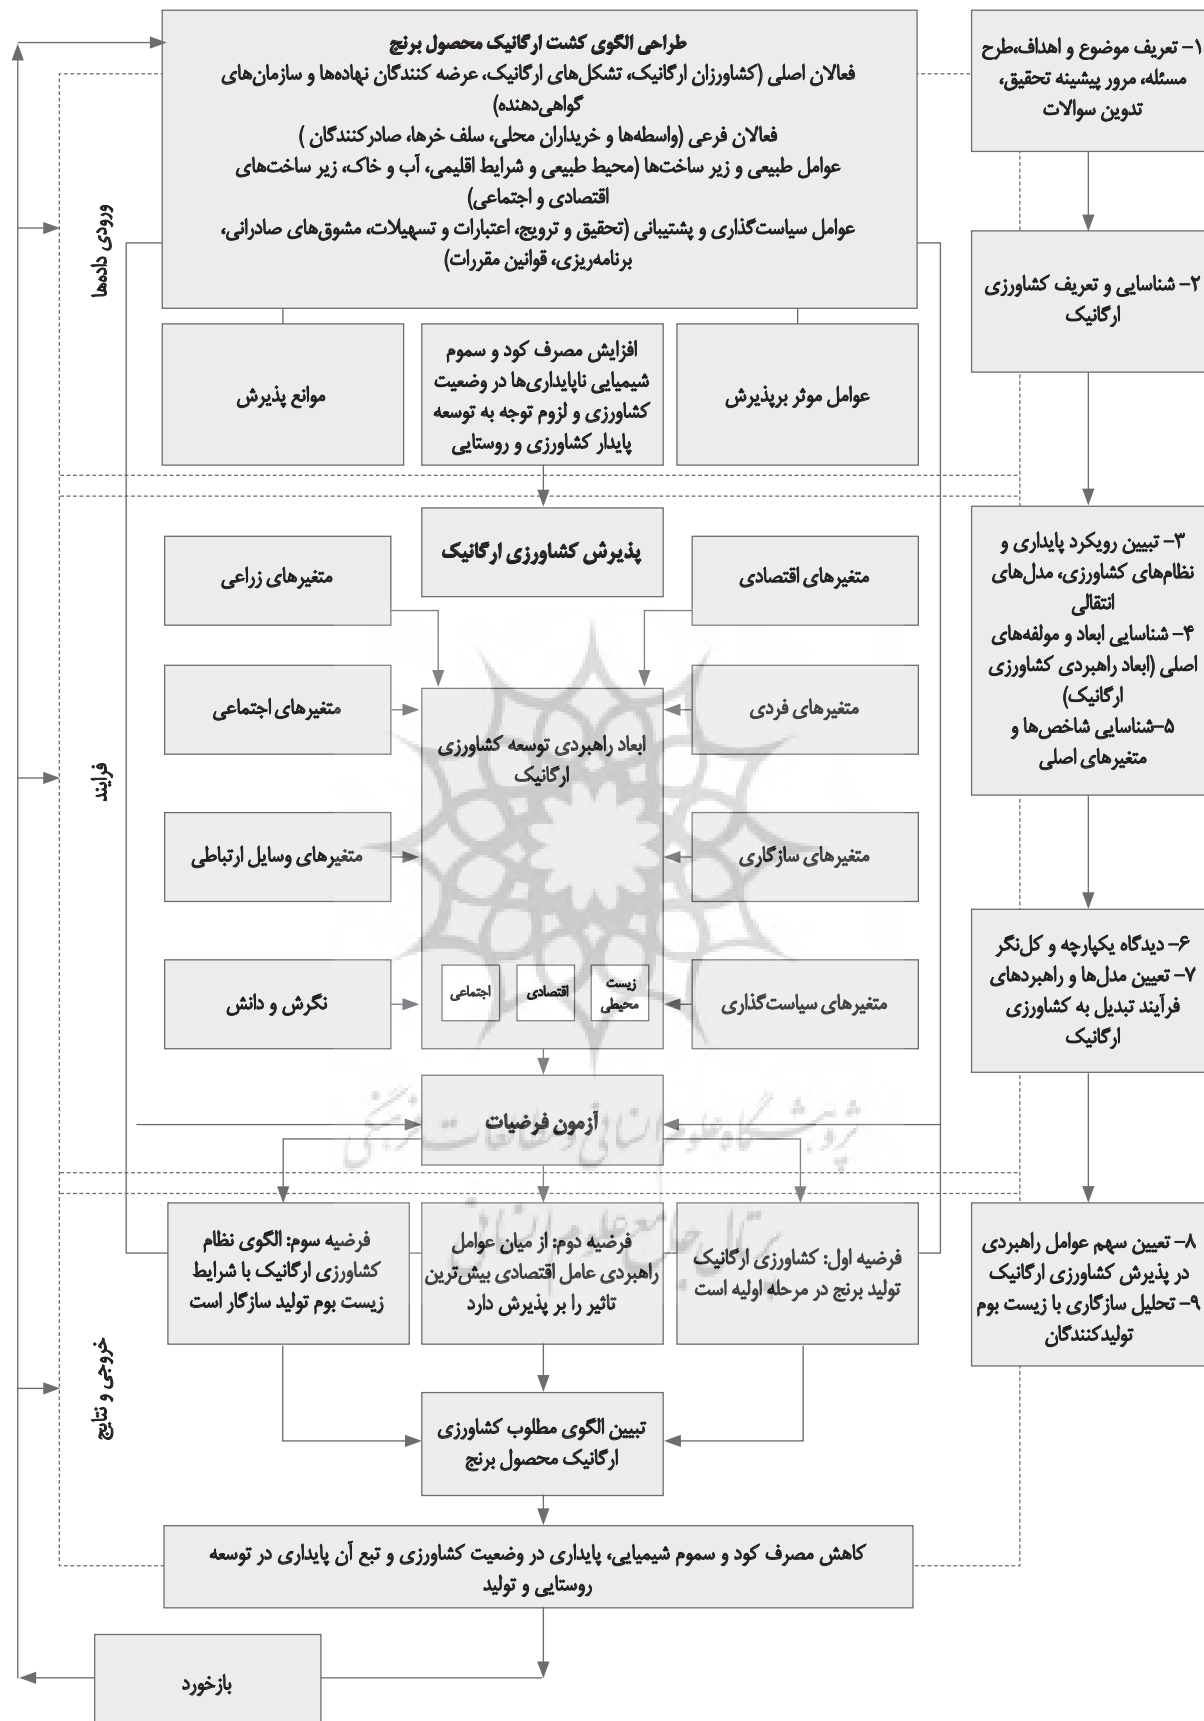 طراحی الگوی کشت ارگانیک محصول برنج
فعالان اصلی (کشاورزان ارگانیک، تشکل‌های ارگانیک، عرضه کنندگان نهاده‌ها و سازمان‌های
گواهی‌دهنده)
فعالان فرعی (واسطه‌ها و خریداران محلی، سلف خرها، صادرکنندگان )
عوامل طبیعی و زیر ساخت‌ها (محیط طبیعی و شرایط اقلیمی، آب و خاک، زیر ساخت‌های
اقتصادی و اجتماعی)
عوامل سیاست‌گذاری و پشتیبانی (تحقیق و ترویج، اعتبارات و تسهیلات، مشوق‌های صادراتی،
برنامه‌ریزی، قوانین مقررات)
۱- تعریف موضوع و اهداف،طرح
مسئله، مرور پیشینه تحقیق،
تدوین سوالات
۲- شناسایی و تعریف کشاورزی
ارگانیک
ورودی داده‌ها
عوامل موثر برپذیرش
افزایش مصرف کود و سموم
شیمیایی ناپایداری‌ها در وضعیت
کشاورزی و لزوم توجه به توسعه
پایدار کشاورزی و روستایی
موانع پذیرش
۳- تبیین رویکرد پایداری و
نظام‌های کشاورزی، مدل‌های
انتقالی
۴- شناسایی ابعاد و مولفه‌های
اصلی (ابعاد راهبردی کشاورزی
ارگانیک)
۵-شناسایی شاخص‌ها و
متغیرهای اصلی
پذیرش کشاورزی ارگانیک
متغیرهای اقتصادی
متغیرهای زراعی
متغیرهای فردی
ابعاد راهبردی توسعه کشاورزی
ارگانیک
متغیرهای اجتماعی
فرایند
متغیرهای سازگاری
متغیرهای وسایل ارتباطی
۶- دیدگاه یکپارچه و کل‌نگر
۷- تعیین مدل‌ها و راهبردهای
فرآیند تبدیل به کشاورزی
ارگانیک
متغیرهای سیاست‌گذاری
زیست
محیطی
اقتصادی
اجتماعی
نگرش و دانش
آزمون فرضیات
پژوهشگاه علوم انسانی و مطالعات فرهنگی
پرتال جامع علوم انسانی
۸- تعیین سهم عوامل راهبردی
در پذیرش کشاورزی ارگانیک
۹- تحلیل سازگاری با زیست بوم
تولیدکنندگان
فرضیه اول: کشاورزی ارگانیک
تولید برنج در مرحله اولیه است
فرضیه دوم: از میان عوامل
راهبردی عامل اقتصادی بیش‌ترین
تاثیر را بر پذیرش دارد
فرضیه سوم: الگوی نظام
کشاورزی ارگانیک با شرایط
زیست بوم تولید سازگار است
خروجی و نتایج
تبیین الگوی مطلوب کشاورزی
ارگانیک محصول برنج
کاهش مصرف کود و سموم شیمیایی، پایداری در وضعیت کشاورزی و تبع آن پایداری در توسعه
روستایی و تولید
بازخورد